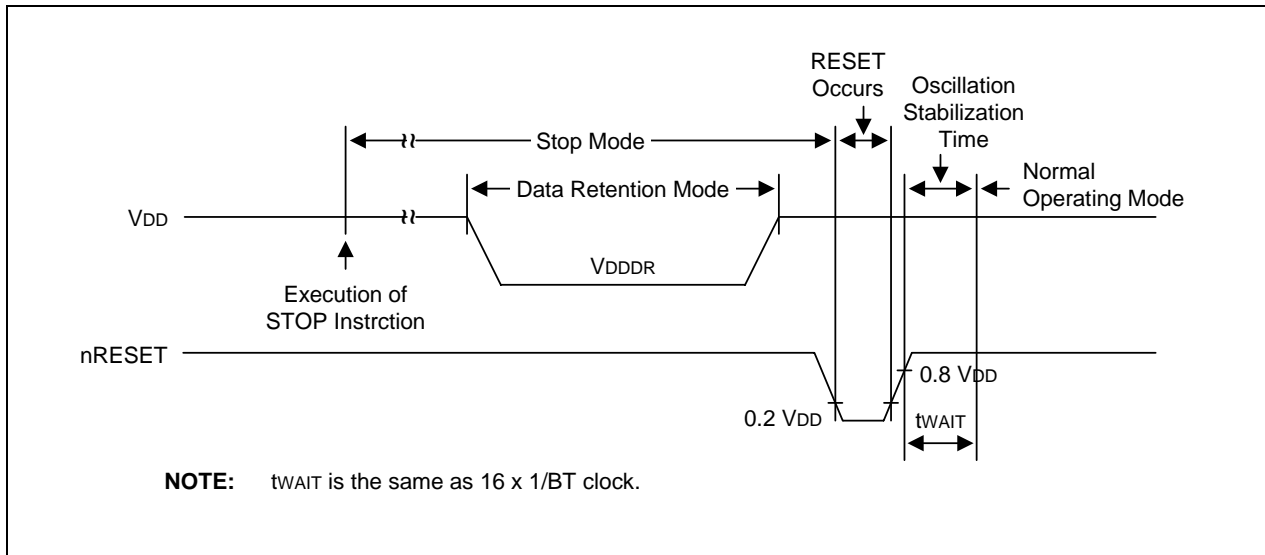 RESET
Occurs
Oscillation
Stabilization
Time
Stop Mode
Data Retention Mode
Normal
Operating Mode
VDD
VDDDR
Execution of
STOP Instrction
nRESET
0.8 VDD
0.2 VDD
tWAIT
NOTE: tWAIT is the same as 16 x 1/BT clock.